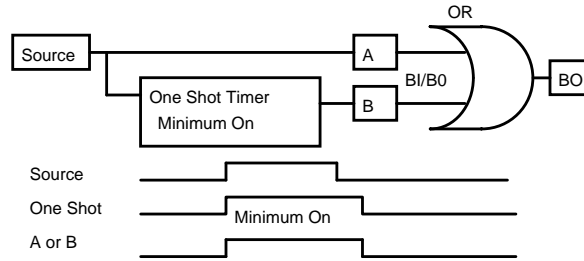 OR
Source
A
BI/B0
BO
One Shot Timer
Minimum On
B
Source
One Shot
Minimum On
A or B